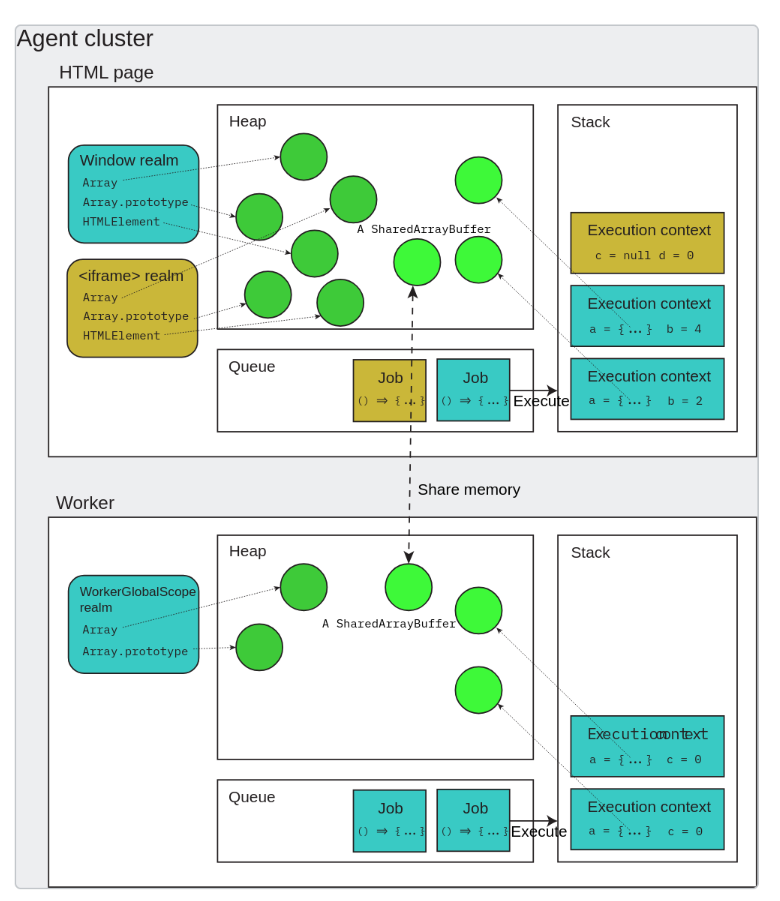 Agent cluster
HTML page
Heap
Stack
Window realm
Array
Array.prototype
HTMLElement
A SharedArrayBuffer
Execution context
c = null d = 0
<iframe> realm
Array
Array.prototype
HTMLElement
Execution context
a = {...} b = 4
Queue
Job
() ⇒ {...}
Job
() ⇒ {...}
Execute
Execution context
a = {...} b = 2
Share memory
Worker
Heap
Stack
WorkerGlobalScope
realm
Array
Array.prototype
A SharedArrayBuffer
Execution context
a = {...} c = 0
Queue
Job
() ⇒ {...}
Job
() ⇒ {...}
Execute
Execution context
a = {...} c = 0